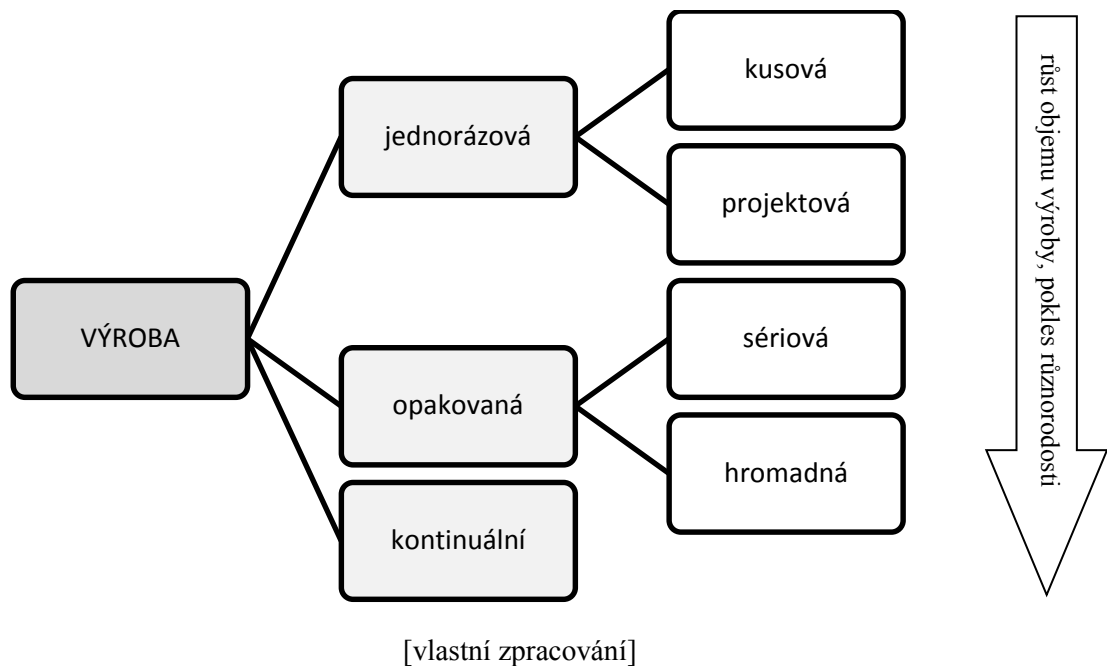 VÝROBA
jednorázová
kusová
projektová
opakovaná
sériová
hromadná
kontinuální
růst objemu výroby, pokles různorodosti
[vlastní zpracování]